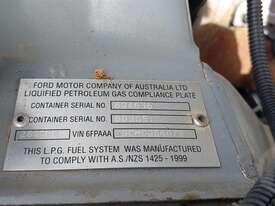 FORD MOTOR COMPANY OF AUSTRALIA LTD
LIQUIFIED PETROLEUM GAS COMPLIANCE PLATE
CONTAINER SERIAL NO.
CONTAINER SERIAL NO.
VIN 6FPAAA
THIS L.P.G. FUEL SYSTEM WAS MANUFACTURED
TO COMPLY WITH A.S./NZS 1425 - 1999